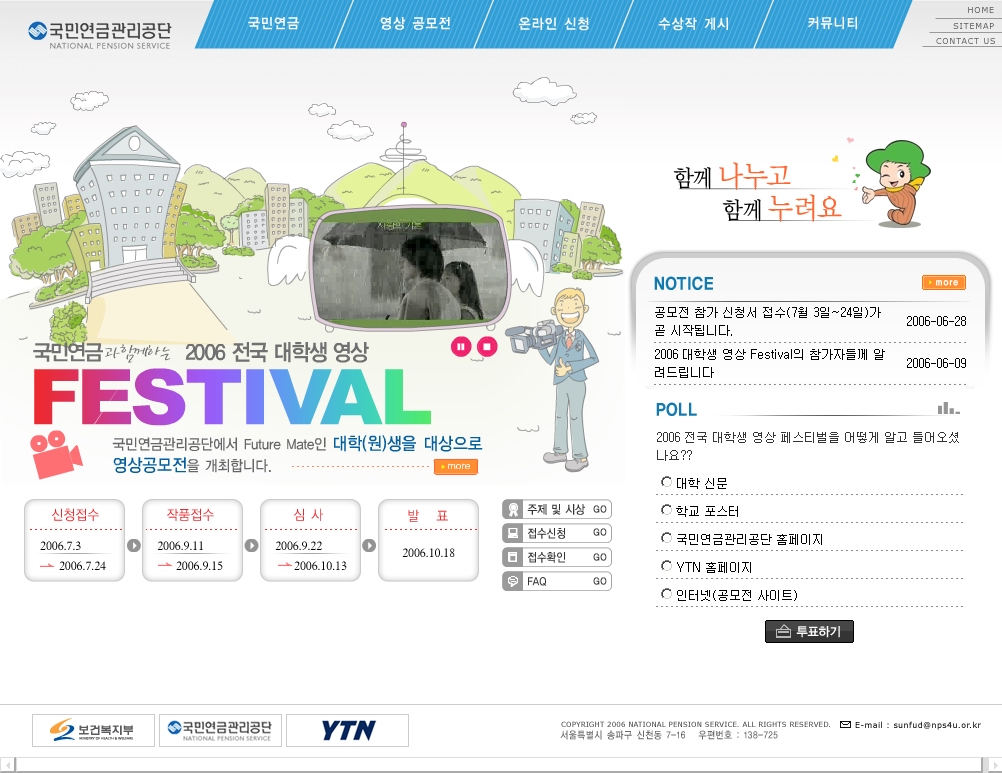 국민연금관리공단
NATIONAL PENSION SERVICE
국민연금
영상 공모전
온라인 신청
수상작 게시
커뮤니티
HOME
SITEMAP
CONTACT US
함께 나누고
함께 누려요
국민연금과 함께하는 2006 전국 대학생 영상
FESTIVAL
국민연금관리공단에서 Future Mate인 대학(원)생을 대상으로
영상공모전을 개최합니다.
more
신청접수
2006.7.3
2006.7.24
작품접수
2006.9.11
2006.9.15
심 사
2006.9.22
2006.10.13
발 표
2006.10.18
주제 및 시상 GO
접수신청 GO
접수확인 GO
FAQ GO
NOTICE
more
공모전 참가 신청서 접수(7월 3일~24일)가
곧 시작됩니다.
2006-06-28
2006 대학생 영상 Festival의 참가자들께 알
려드립니다
2006-06-09
POLL
2006 전국 대학생 영상 페스티벌을 어떻게 알고 들어오셨
나요??
대학 신문
학교 포스터
국민연금관리공단 홈페이지
YTN 홈페이지
인터넷(공모전 사이트)
투표하기
보건복지부
MINISTRY OF HEALTH & WELFARE
국민연금관리공단
NATIONAL PENSION SERVICE
YTN
COPYRIGHT 2006 NATIONAL PENSION SERVICE. ALL RIGHTS RESERVED.
E-mail : sunfud@nps4u.or.kr
서울특별시 송파구 신천동 7-16 우편번호 : 138-725